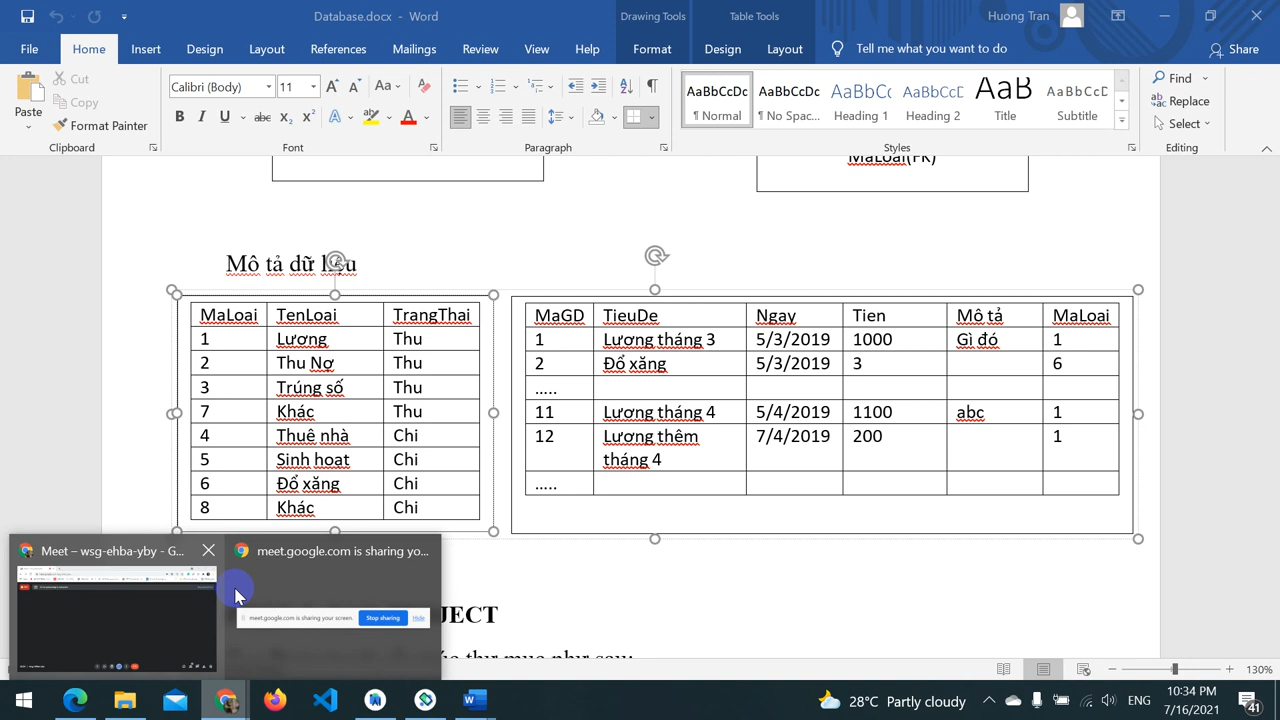 Database.docx - Word
Drawing Tools
Table Tools
Huong Tran
File
Home
Insert
Design
Layout
References
Mailings
Review
View
Help
Format
Design
Layout
Tell me what you want to do
Share
Paste
Cut
Copy
Format Painter
Clipboard
Calibri (Body)
11
Font
Paragraph
AaBbCcDc
¶ Normal
AaBbCcDc
¶ No Spac...
AaBbCc
Heading 1
AaBbCcD
Heading 2
AaB
Title
AaBbCcD
Subtitle
Styles
Find
Replace
Select
Editing
MaLoai(FK)
Mô tả dữ liệu
MaLoai TenLoai TrangThai
1 Lương Thu
2 Thu Nợ Thu
3 Trúng số Thu
7 Khác Thu
4 Thuê nhà Chi
5 Sinh hoạt Chi
6 Đổ xăng Chi
8 Khác Chi
MaGD TieuDe Ngay Tien Mô tả MaLoai
1 Lương tháng 3 5/3/2019 1000 Gì đó 1
2 Đổ xăng 5/3/2019 3 6
.....
11 Lương tháng 4 5/4/2019 1100 abc 1
12 Lương thêm 7/4/2019 200 1
tháng 4
.....
Meet – wsg-ehba-yby - G...
meet.google.com is sharing yo...
meet.google.com is sharing your screen.
Stop sharing
Hide
JECT
130%
28°C Partly cloudy
ENG
10:34 PM
7/16/2021
41